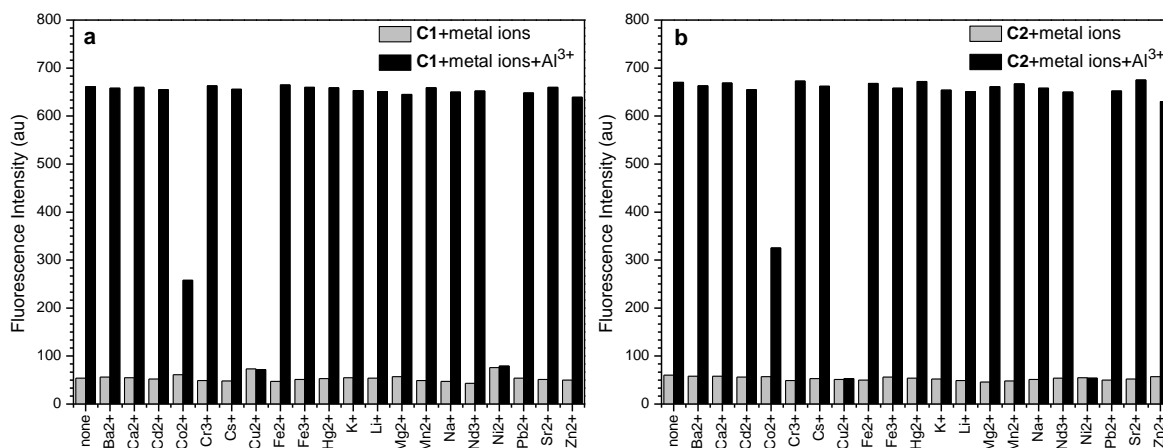 a
C1+metal ions
C1+metal ions+Al³⁺
Fluorescence Intensity (au)
800
700
600
500
400
300
200
100
0
none
Ba2+
Ca2+
Cd2+
Co2+
Cr3+
Cs+
Cu2+
Fe2+
Fe3+
Hg2+
K+
Li+
Mg2+
Mn2+
Na+
Nd3+
Ni2+
Pb2+
Sr2+
Zn2+
b
C2+metal ions
C2+metal ions+Al³⁺
Fluorescence Intensity (au)
800
700
600
500
400
300
200
100
0
none
Ba2+
Ca2+
Cd2+
Co2+
Cr3+
Cs+
Cu2+
Fe2+
Fe3+
Hg2+
K+
Li+
Mg2+
Mn2+
Na+
Nd3+
Ni2+
Pb2+
Sr2+
Zn2+